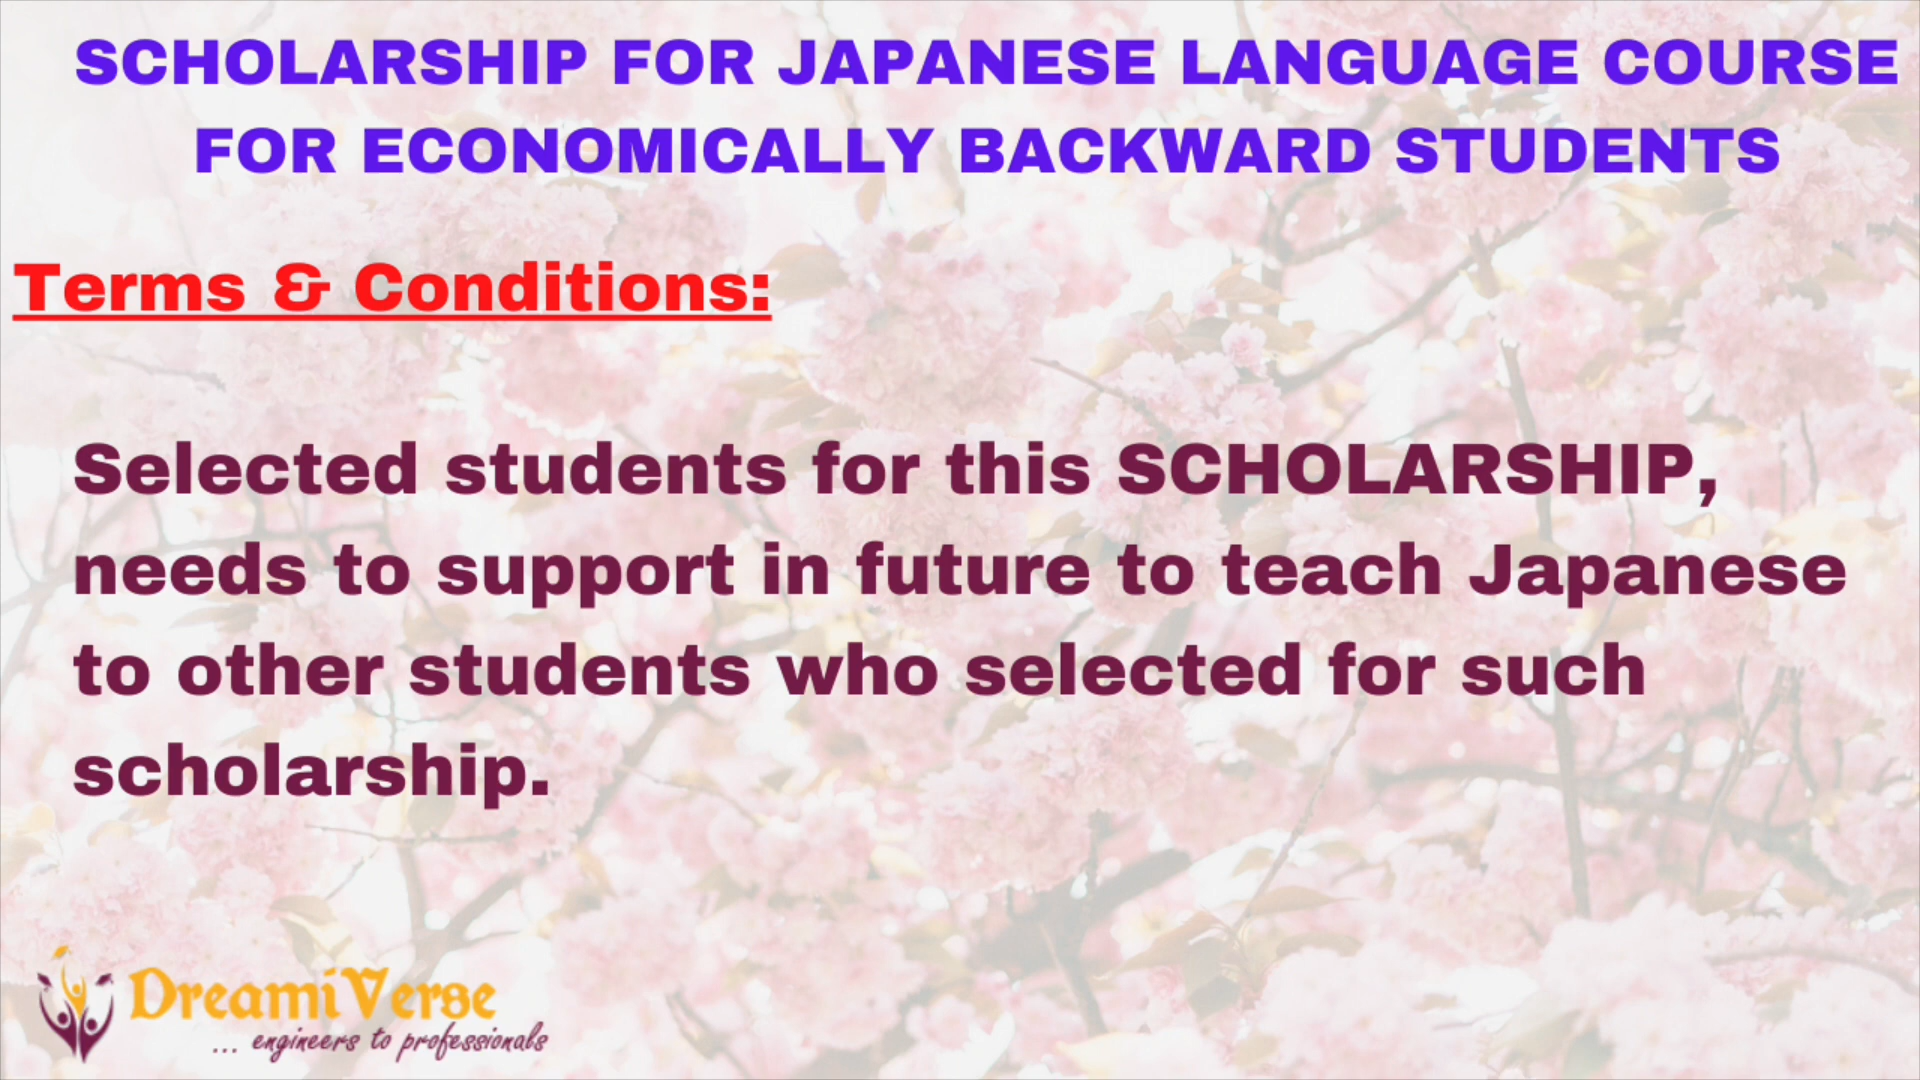 SCHOLARSHIP FOR JAPANESE LANGUAGE COURSE
FOR ECONOMICALLY BACKWARD STUDENTS
Terms & Conditions:
Selected students for this SCHOLARSHIP,
needs to support in future to teach Japanese
to other students who selected for such
scholarship.
DreamiVerse
... engineers to professionals